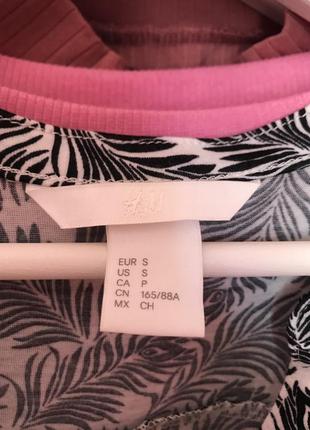 H&M
EUR S
US S
CA P
CN 165/88A
MX CH